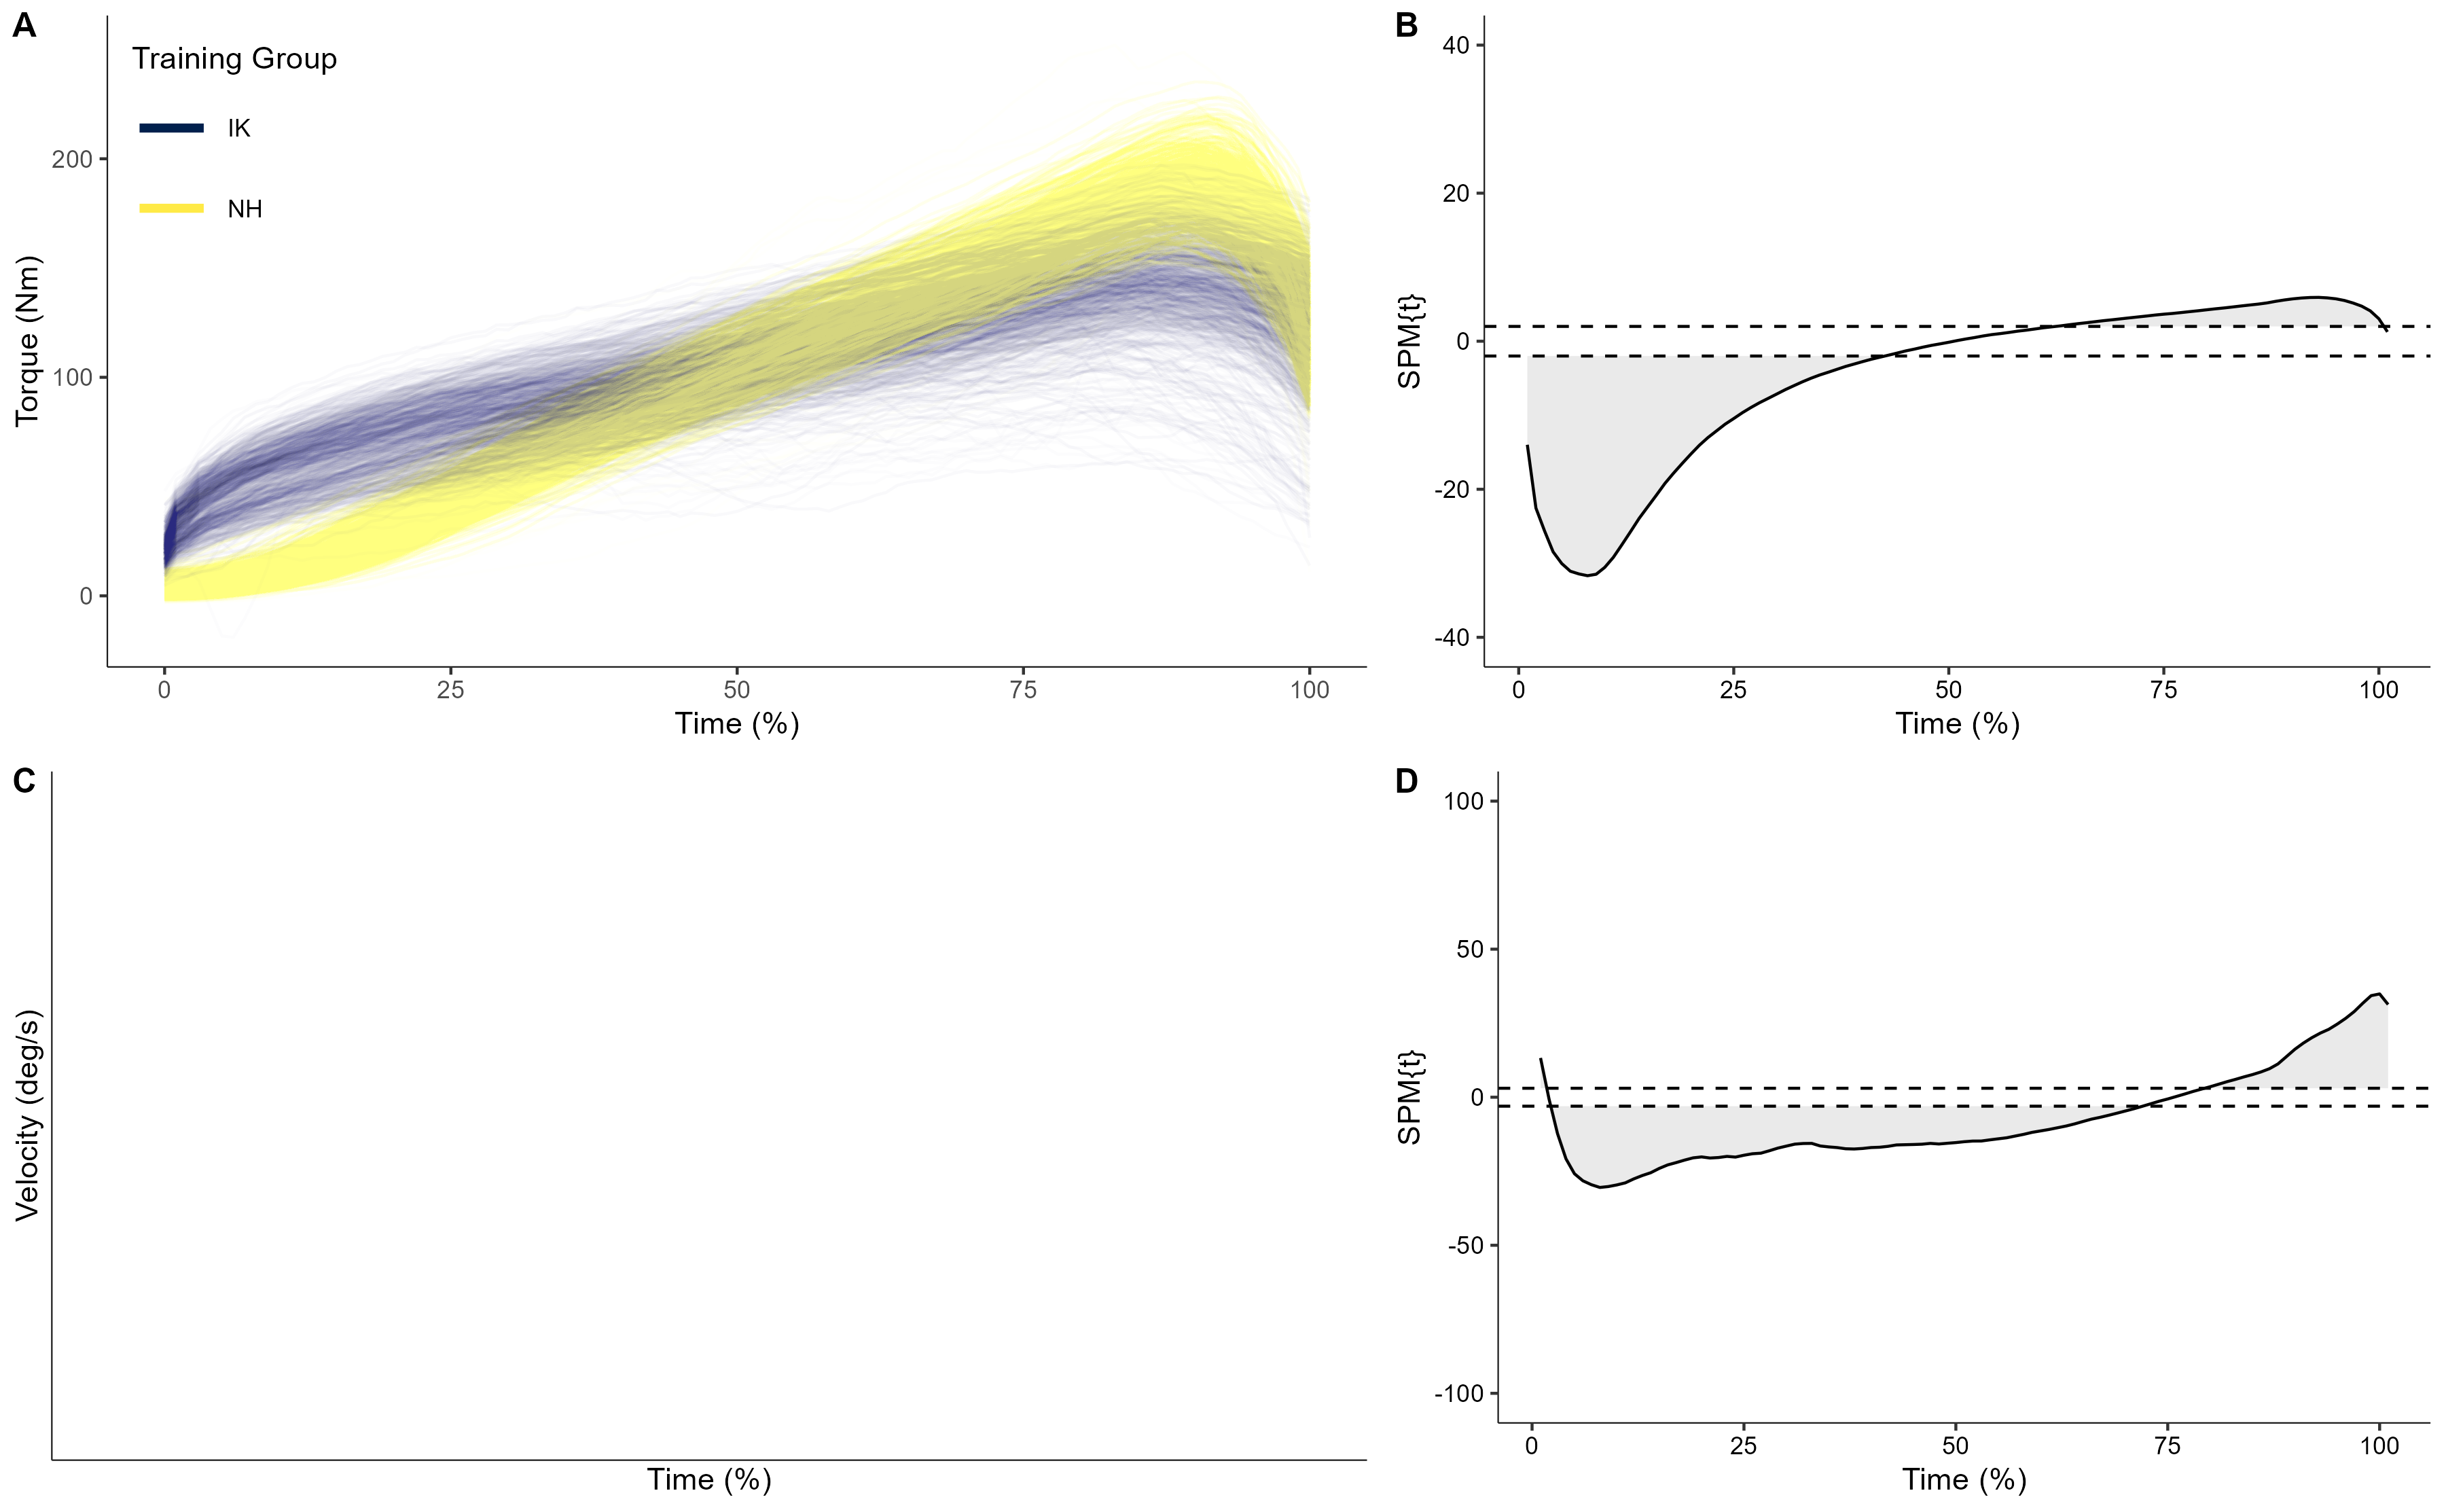 A
Training Group
IK
NH
Torque (Nm)
200
100
0
0 25 50 75 100
Time (%)
B
SPM{t}
40
20
0
-20
-40
0 25 50 75 100
Time (%)
C
Velocity (deg/s)
Time (%)
D
SPM{t}
100
50
0
-50
-100
0 25 50 75 100
Time (%)